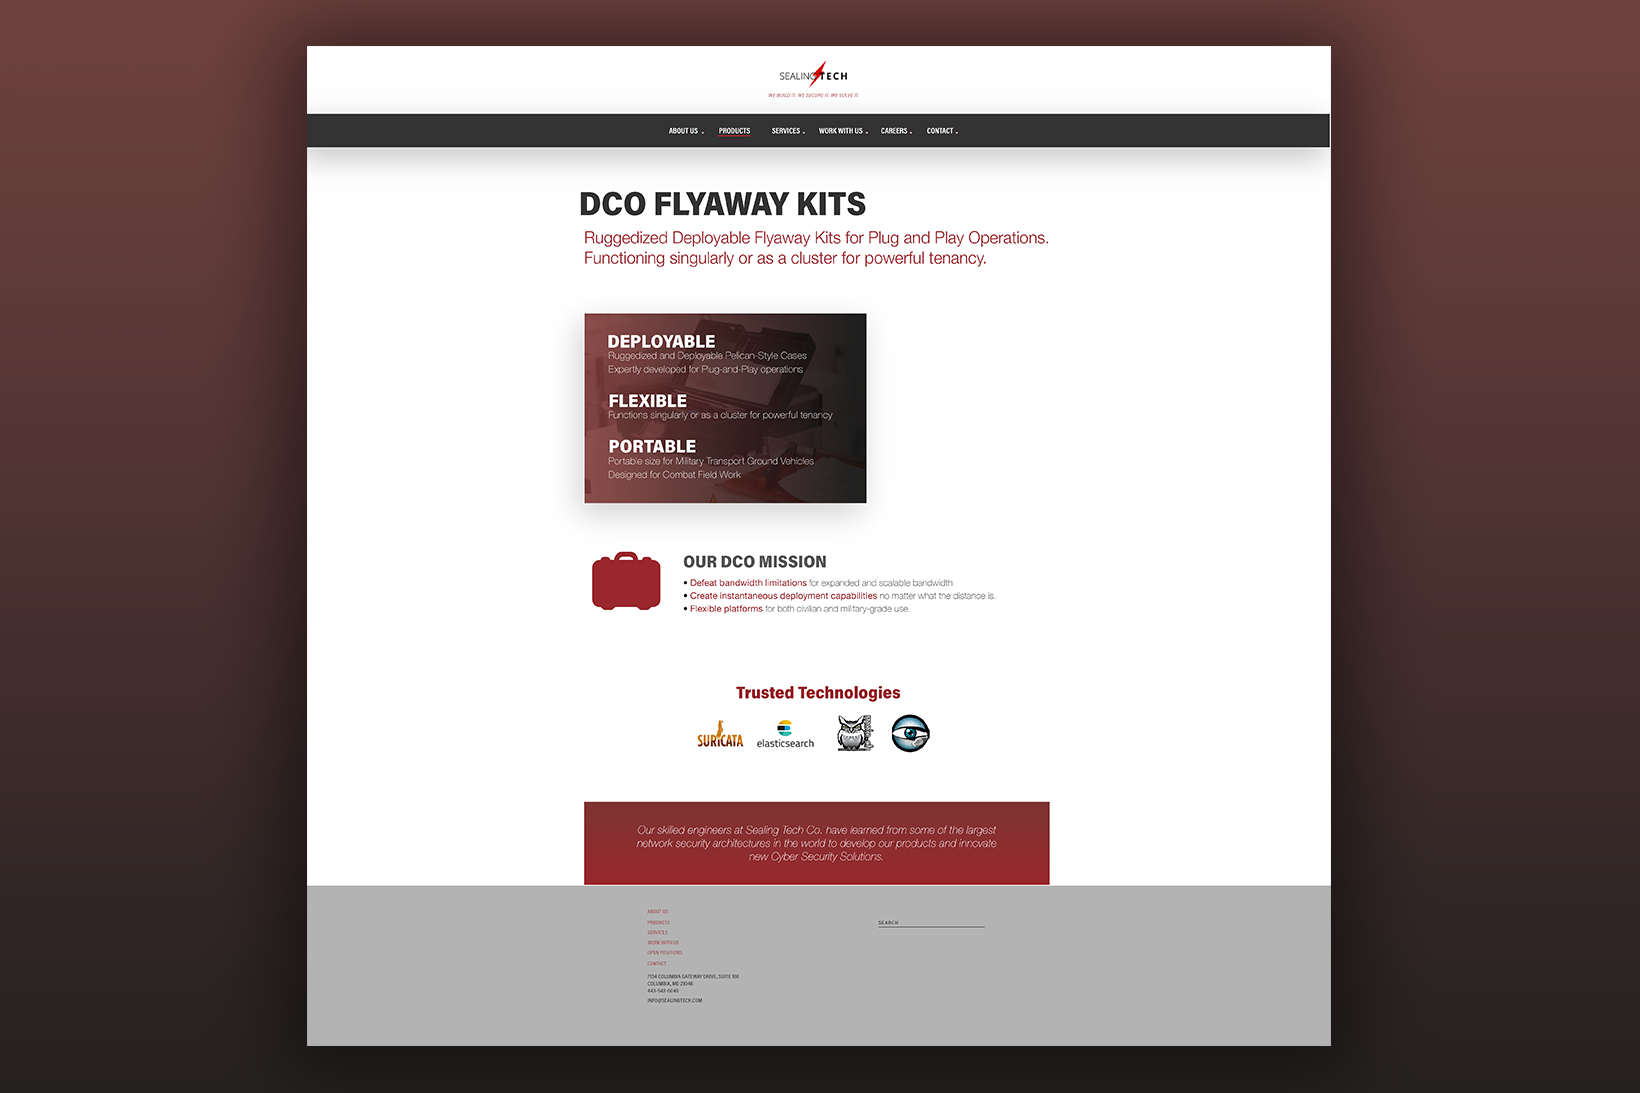 SEALING TECH
WE BUILD IT. WE SECURE IT. WE SOLVE IT.
ABOUT US PRODUCTS SERVICES WORK WITH US CAREERS CONTACT
DCO FLYAWAY KITS
Ruggedized Deployable Flyaway Kits for Plug and Play Operations.
Functioning singularly or as a cluster for powerful tenancy.
DEPLOYABLE
Ruggedized and Deployable Pelican-Style Cases
Expertly developed for Plug-and-Play operations
FLEXIBLE
Functions singularly or as a cluster for powerful tenancy
PORTABLE
Portable size for Military Transport Ground Vehicles
Designed for Combat Field Work
OUR DCO MISSION
• Defeat bandwidth limitations for expanded and scalable bandwidth
• Create instantaneous deployment capabilities no matter what the distance is.
• Flexible platforms for both civilian and military-grade use.
Trusted Technologies
SURICATA
elasticsearch
Our skilled engineers at Sealing Tech Co. have learned from some of the largest
network security architectures in the world to develop our products and innovate
new Cyber Security Solutions.
ABOUT US
PRODUCTS
SERVICES
WORK WITH US
OPEN POSITIONS
CONTACT
SEARCH
7134 COLUMBIA GATEWAY DRIVE, SUITE 160
COLUMBIA, MD 21046
INFO@SEALINGTECH.COM